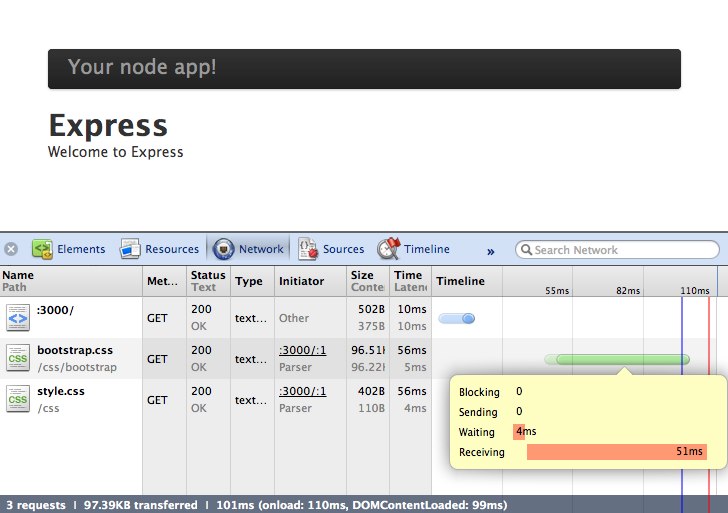 Your node app!
Express
Welcome to Express
Elements Resources Network Sources Timeline » Search Network
Name Met... Status Type Initiator Size Time Timeline
Path Text Conte Laten
55ms 82ms 110ms
:3000/ GET 200 text... Other 502B 10ms
OK 375B 10ms
bootstrap.css GET 200 text... :3000/:1 96.51 56ms
/css/bootstrap OK Parser 96.22 5ms
style.css GET 200 text... :3000/:1 402B 56ms
/css OK Parser 110B 4ms
Blocking 0
Sending 0
Waiting 4ms
Receiving 51ms
3 requests | 97.39KB transferred | 101ms (onload: 110ms, DOMContentLoaded: 99ms)